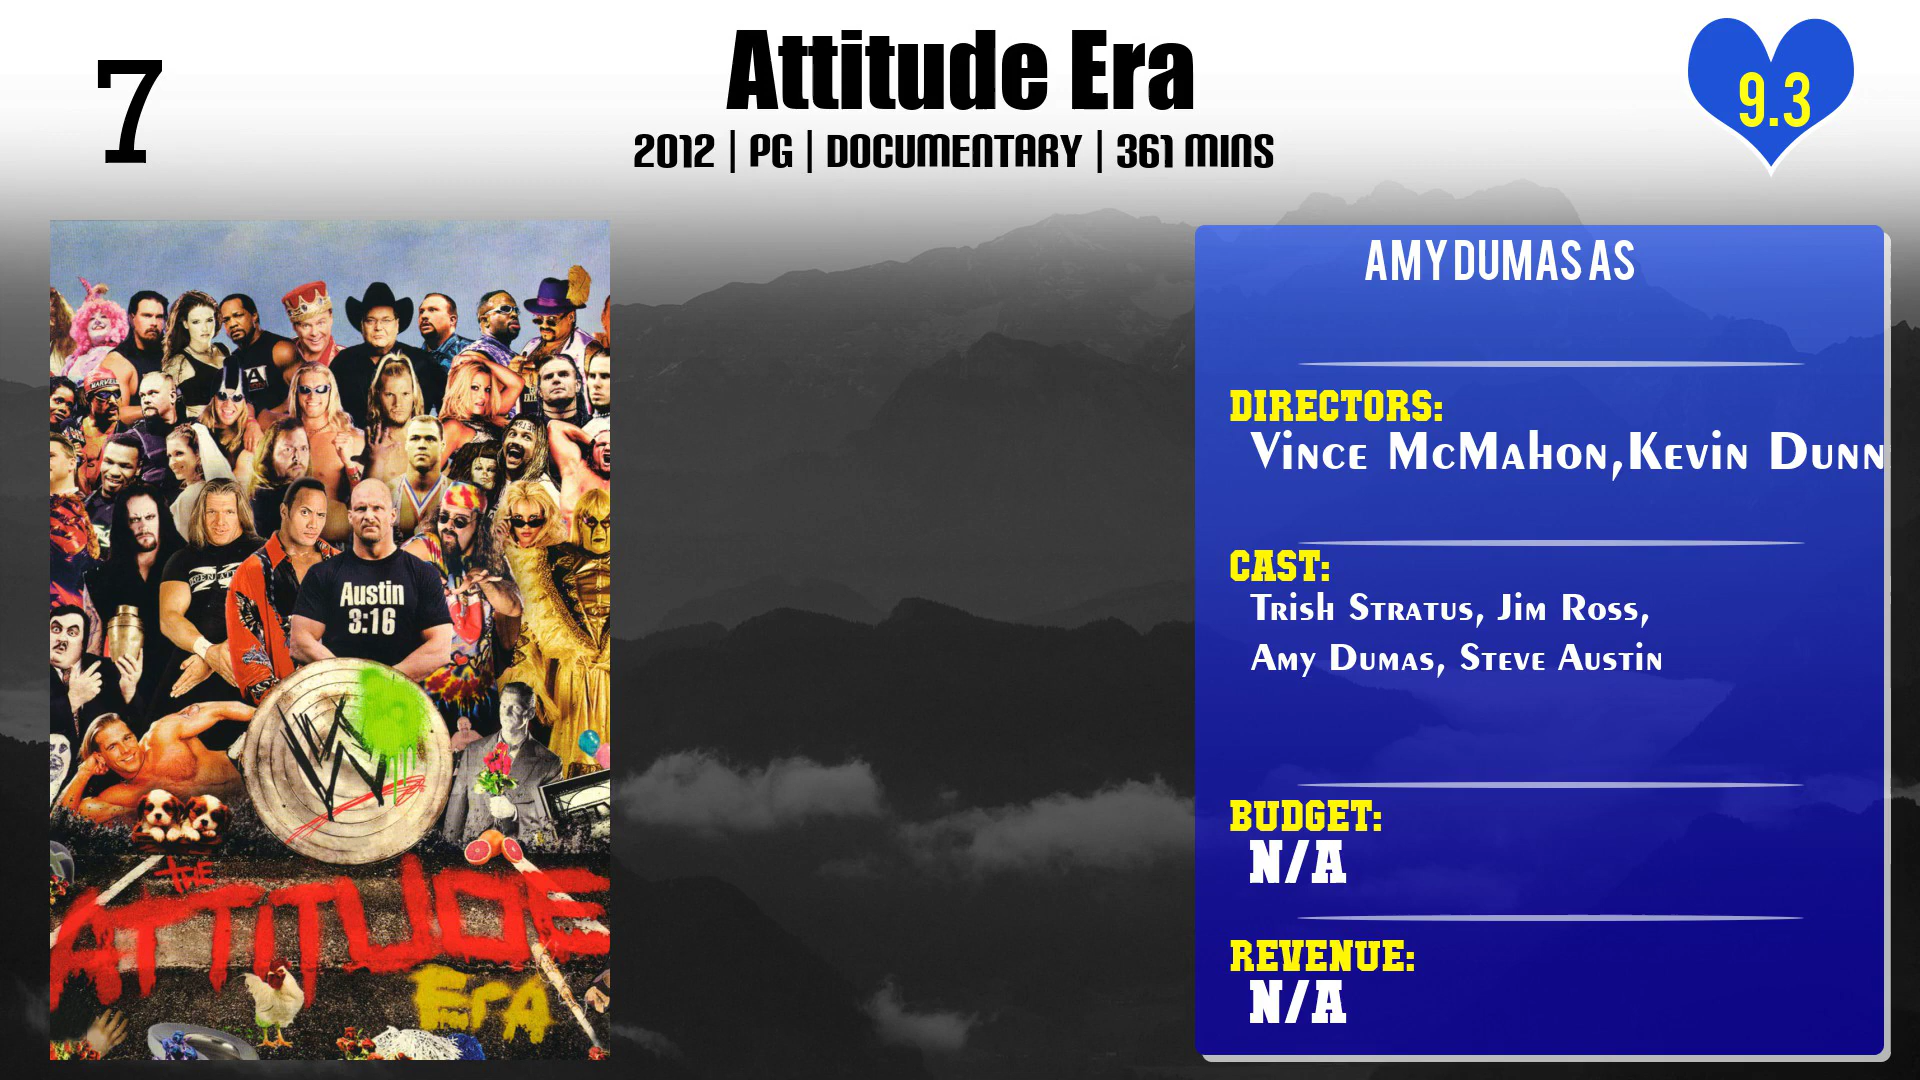 7
Attitude Era
2012 | PG | DOCUMENTARY | 361 MINS
9.3
AMY DUMAS AS
DIRECTORS:
Vince McMahon,Kevin Dunn
CAST:
Trish Stratus, Jim Ross,
Amy Dumas, Steve Austin
BUDGET:
N/A
REVENUE:
N/A
Austin
3:16
W
THE
ATTITUDE
ERA